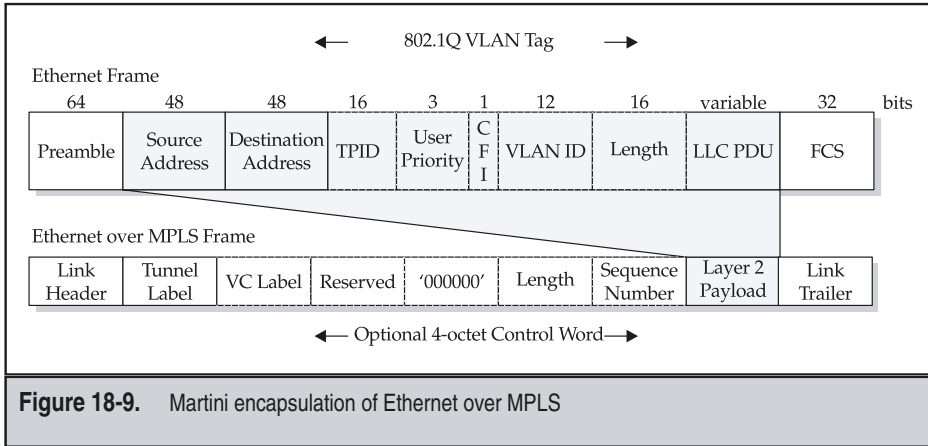 802.1Q VLAN Tag
Ethernet Frame
64 48 48 16 3 1 12 16 variable 32 bits
Preamble Source Address Destination Address TPID User Priority C F I VLAN ID Length LLC PDU FCS
Ethernet over MPLS Frame
Link Header Tunnel Label VC Label Reserved '000000' Length Sequence Number Layer 2 Payload Link Trailer
Optional 4-octet Control Word
Figure 18-9. Martini encapsulation of Ethernet over MPLS